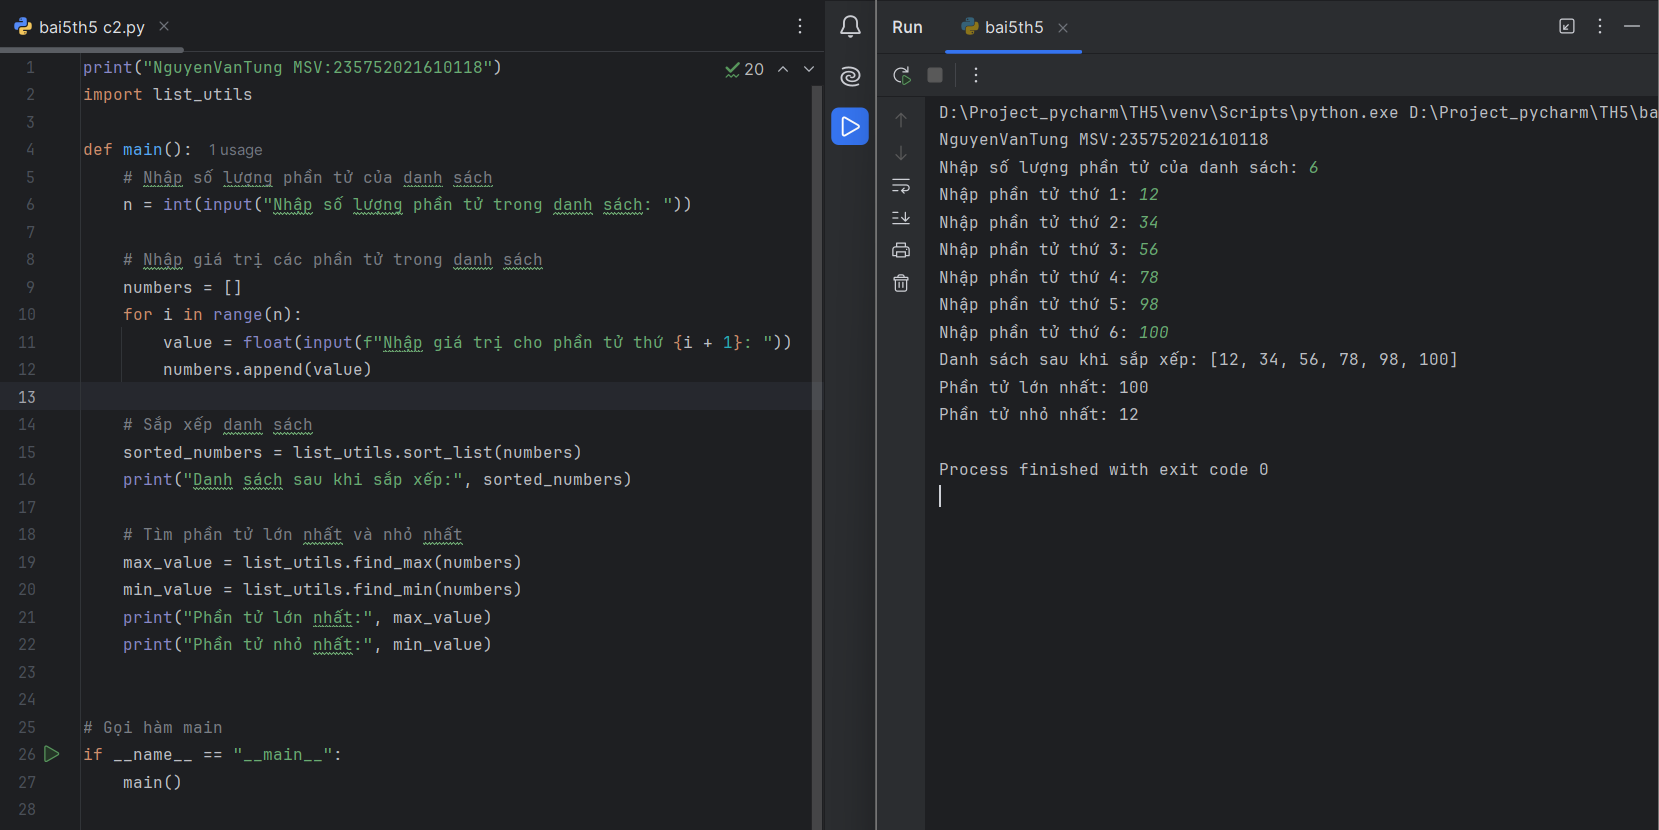 bai5th5 c2.py
20
1 print("NguyenVanTung MSV:235752021610118")
2 import list_utils
3
4 def main(): 1 usage
5 # Nhập số lượng phần tử của danh sách
6 n = int(input("Nhập số lượng phần tử trong danh sách: "))
7
8 # Nhập giá trị các phần tử trong danh sách
9 numbers = []
10 for i in range(n):
11 value = float(input(f"Nhập giá trị cho phần tử thứ {i + 1}: "))
12 numbers.append(value)
13
14 # Sắp xếp danh sách
15 sorted_numbers = list_utils.sort_list(numbers)
16 print("Danh sách sau khi sắp xếp:", sorted_numbers)
17
18 # Tìm phần tử lớn nhất và nhỏ nhất
19 max_value = list_utils.find_max(numbers)
20 min_value = list_utils.find_min(numbers)
21 print("Phần tử lớn nhất:", max_value)
22 print("Phần tử nhỏ nhất:", min_value)
23
24
25 # Gọi hàm main
26 if __name__ == "__main__":
27 main()
28
Run bai5th5
D:\Project_pycharm\TH5\venv\Scripts\python.exe D:\Project_pycharm\TH5\ba
NguyenVanTung MSV:235752021610118
Nhập số lượng phần tử của danh sách: 6
Nhập phần tử thứ 1: 12
Nhập phần tử thứ 2: 34
Nhập phần tử thứ 3: 56
Nhập phần tử thứ 4: 78
Nhập phần tử thứ 5: 98
Nhập phần tử thứ 6: 100
Danh sách sau khi sắp xếp: [12, 34, 56, 78, 98, 100]
Phần tử lớn nhất: 100
Phần tử nhỏ nhất: 12
Process finished with exit code 0